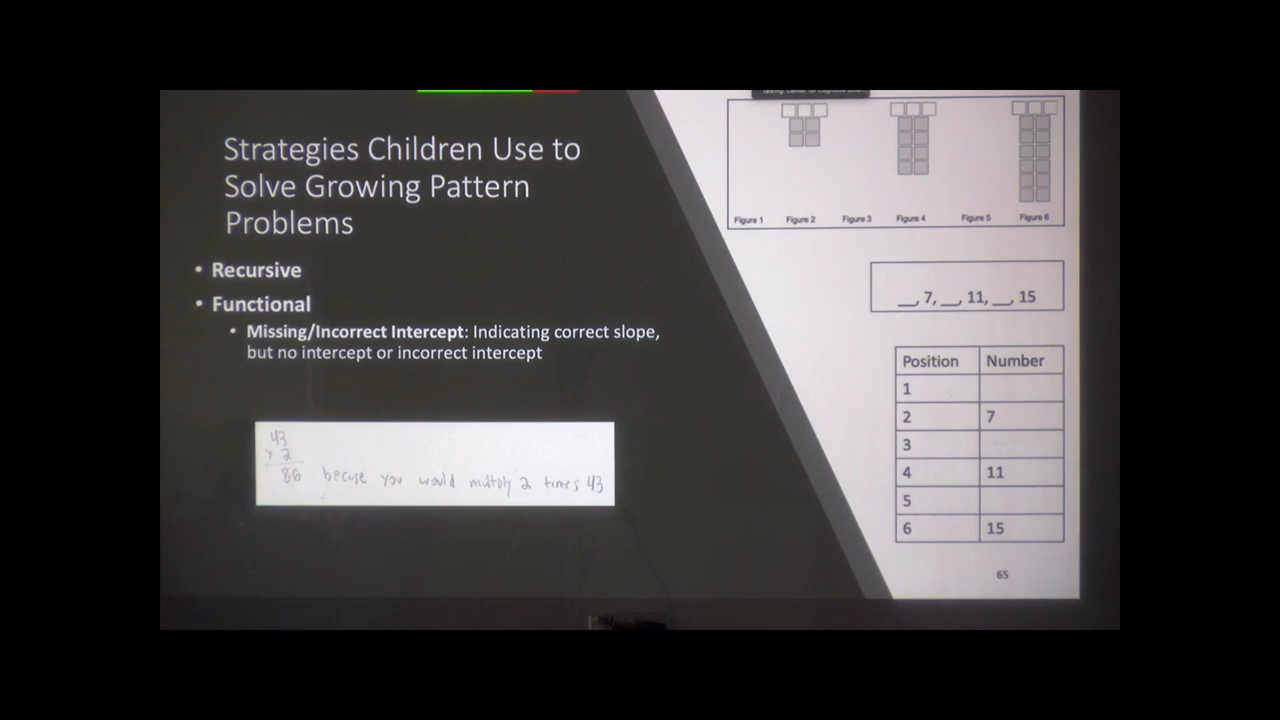 Strategies Children Use to
Solve Growing Pattern
Problems
• Recursive
• Functional
• Missing/Incorrect Intercept: Indicating correct slope,
but no intercept or incorrect intercept
43
× 2
86 becuse you would multoly 2 times 43
Figure 1 Figure 2 Figure 3 Figure 4 Figure 5 Figure 6
__, 7, __, 11, __, 15
Position Number
1
2 7
3
4 11
5
6 15
65